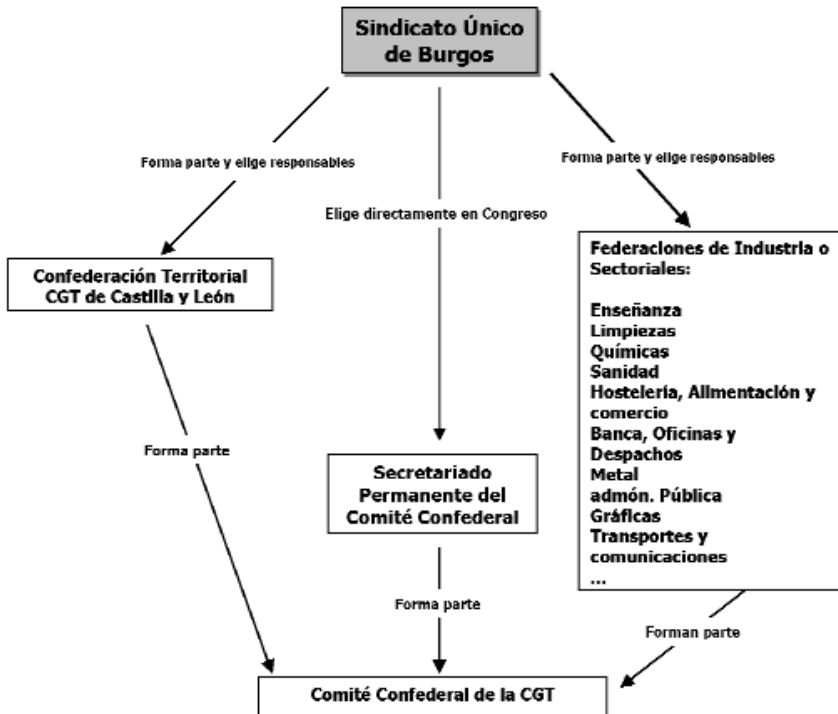 Sindicato Único
de Burgos
Forma parte y elige responsables
Forma parte y elige responsables
Elige directamente en Congreso
Confederación Territorial
CGT de Castilla y León
Federaciones de Industria o
Sectoriales:
Enseñanza
Limpiezas
Químicas
Sanidad
Hostelería, Alimentación y
comercio
Banca, Oficinas y
Despachos
Metal
admón. Pública
Gráficas
Transportes y
comunicaciones
...
Forma parte
Secretariado
Permanente del
Comité Confederal
Forma parte
Forman parte
Comité Confederal de la CGT